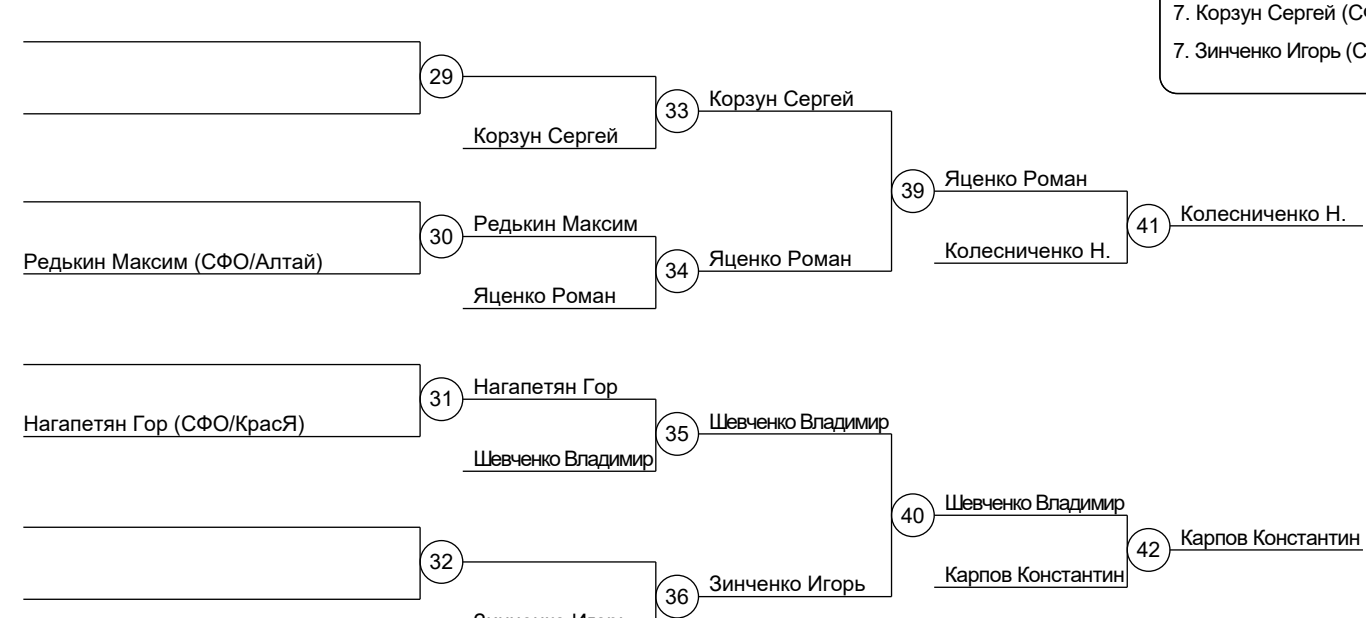 7. Корзун Сергей
7. Зинченко Игорь
29
33
Корзун Сергей
Корзун Сергей
39
Яценко Роман
41
Колесниченко Н.
30
Редькин Максим
Редькин Максим (СФО/Алтай)
34
Яценко Роман
Колесниченко Н.
Яценко Роман
31
Нагапетян Гор
Нагапетян Гор (СФО/КрасЯ)
35
Шевченко Владимир
Шевченко Владимир
40
Шевченко Владимир
42
Карпов Константин
32
36
Зинченко Игорь
Карпов Константин